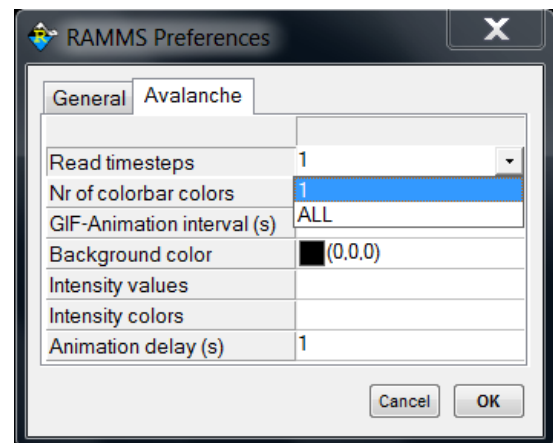 RAMMS Preferences
X
General Avalanche
Read timesteps 1
Nr of colorbar colors 1
GIF-Animation interval (s) ALL
Background color (0,0,0)
Intensity values
Intensity colors
Animation delay (s) 1
Cancel OK